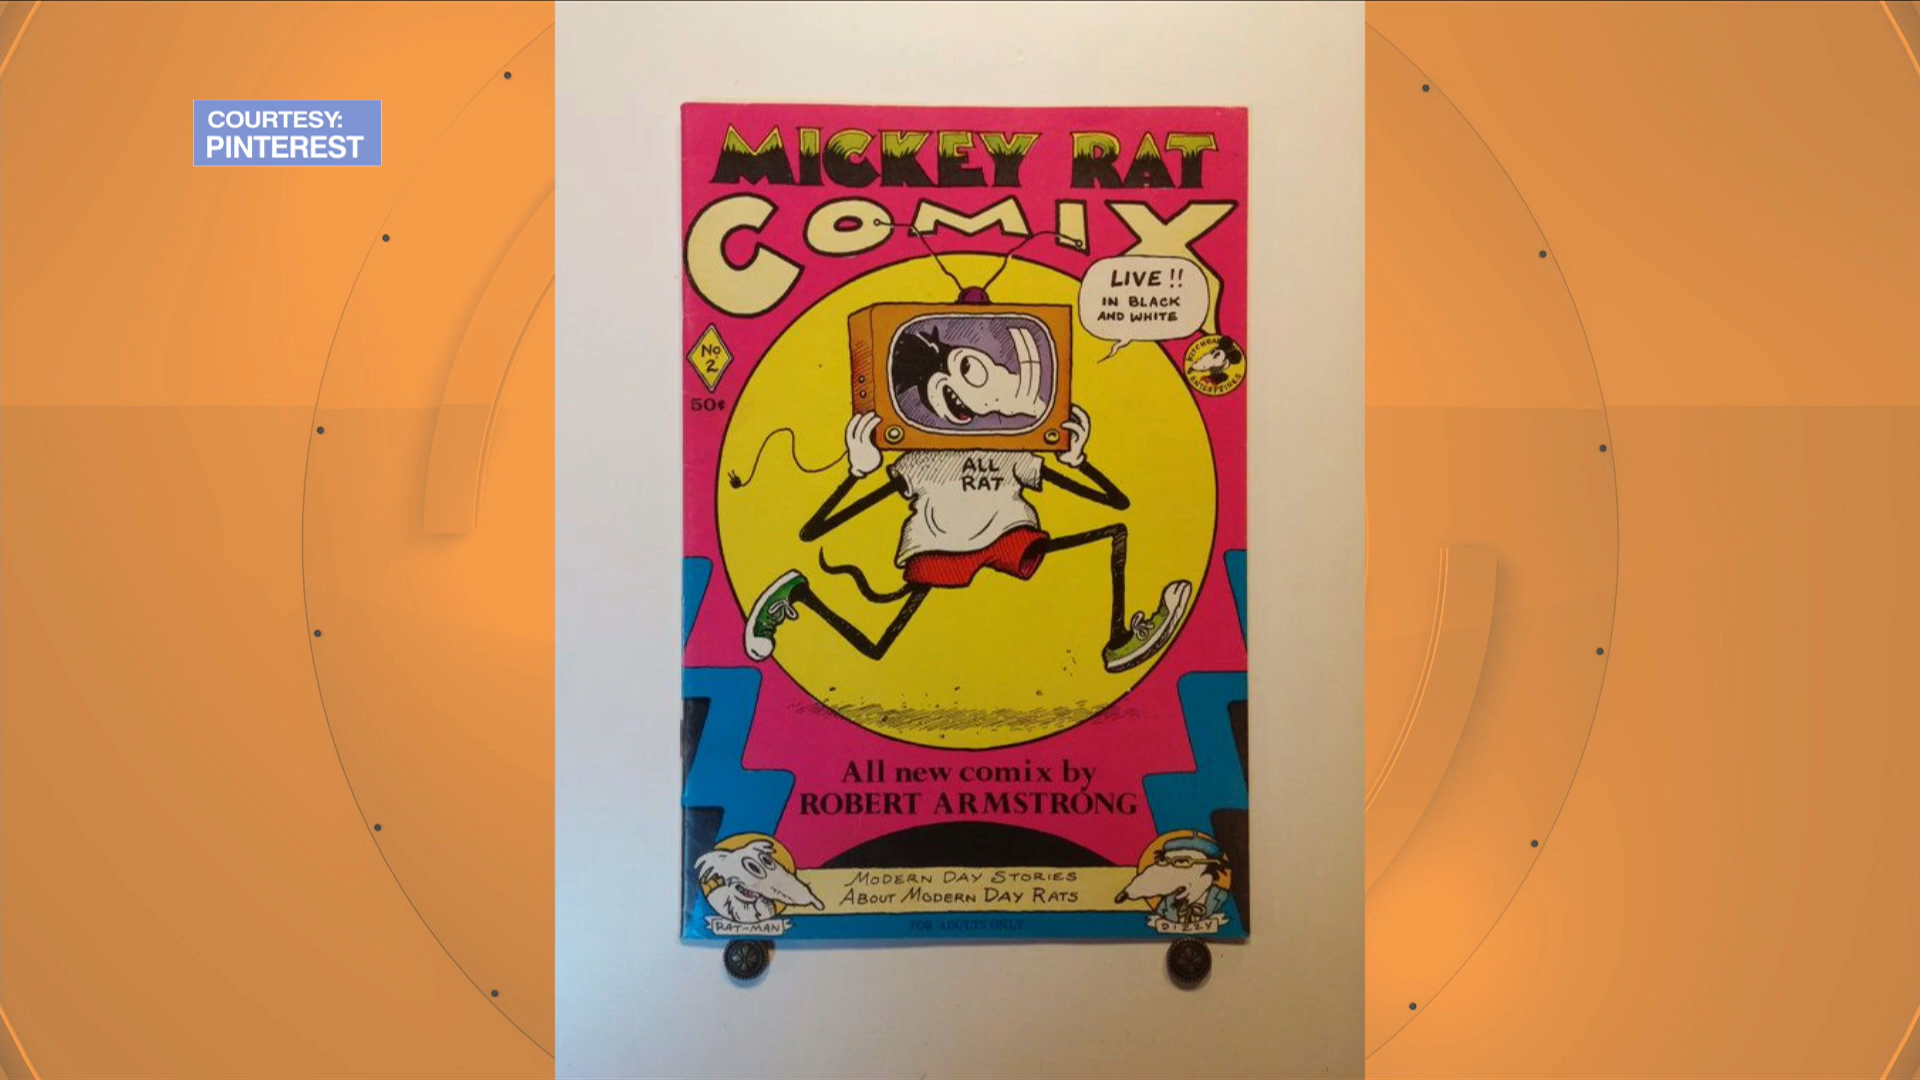 COURTESY:
PINTEREST
MICKEY RAT
COMIX
LIVE!!
IN BLACK
AND WHITE
No
2
50¢
ENTERPRISES
ALL
RAT
All new comix by
ROBERT ARMSTRONG
MODERN DAY STORIES
ABOUT MODERN DAY RATS
RAT-MAN
DIZZY
FOR ADULTS ONLY